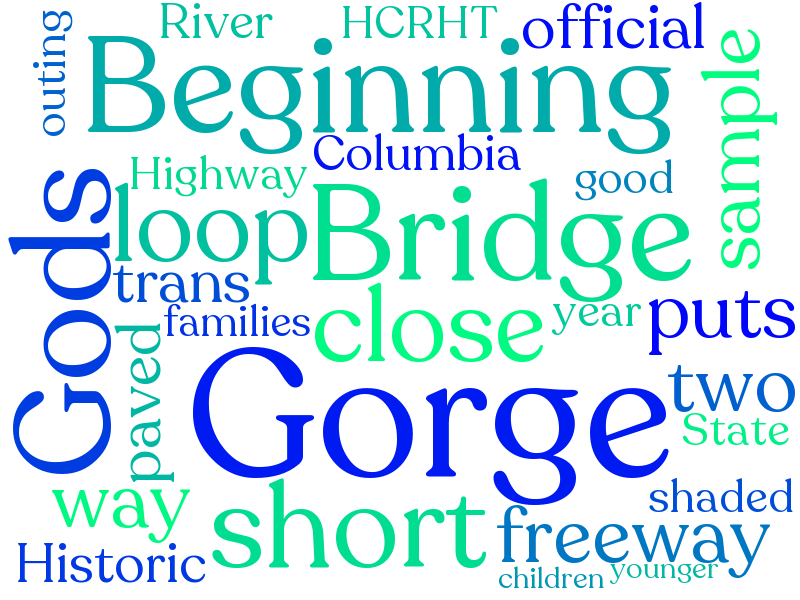 River
HCRHT
official
outing
Beginning
sample
Columbia
Highway
good
Gods
loop
Bridge
trans
families
close
year
puts
paved
Gorge
two
State
way
short
shaded
freeway
Historic
children
younger